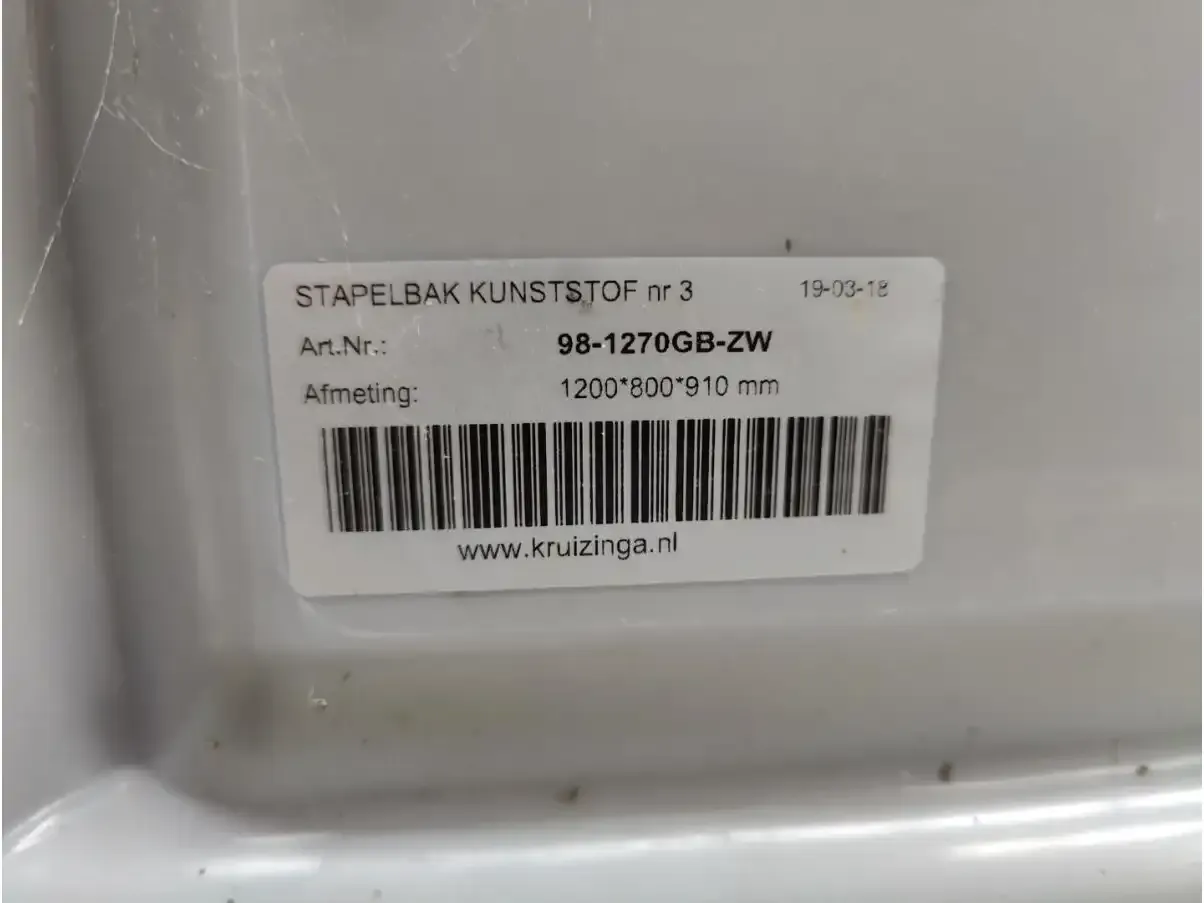 STAPELBAK KUNSTSTOF nr 3 19-03-18
Art.Nr.: 98-1270GB-ZW
Afmeting: 1200*800*910 mm
www.kruizinga.nl